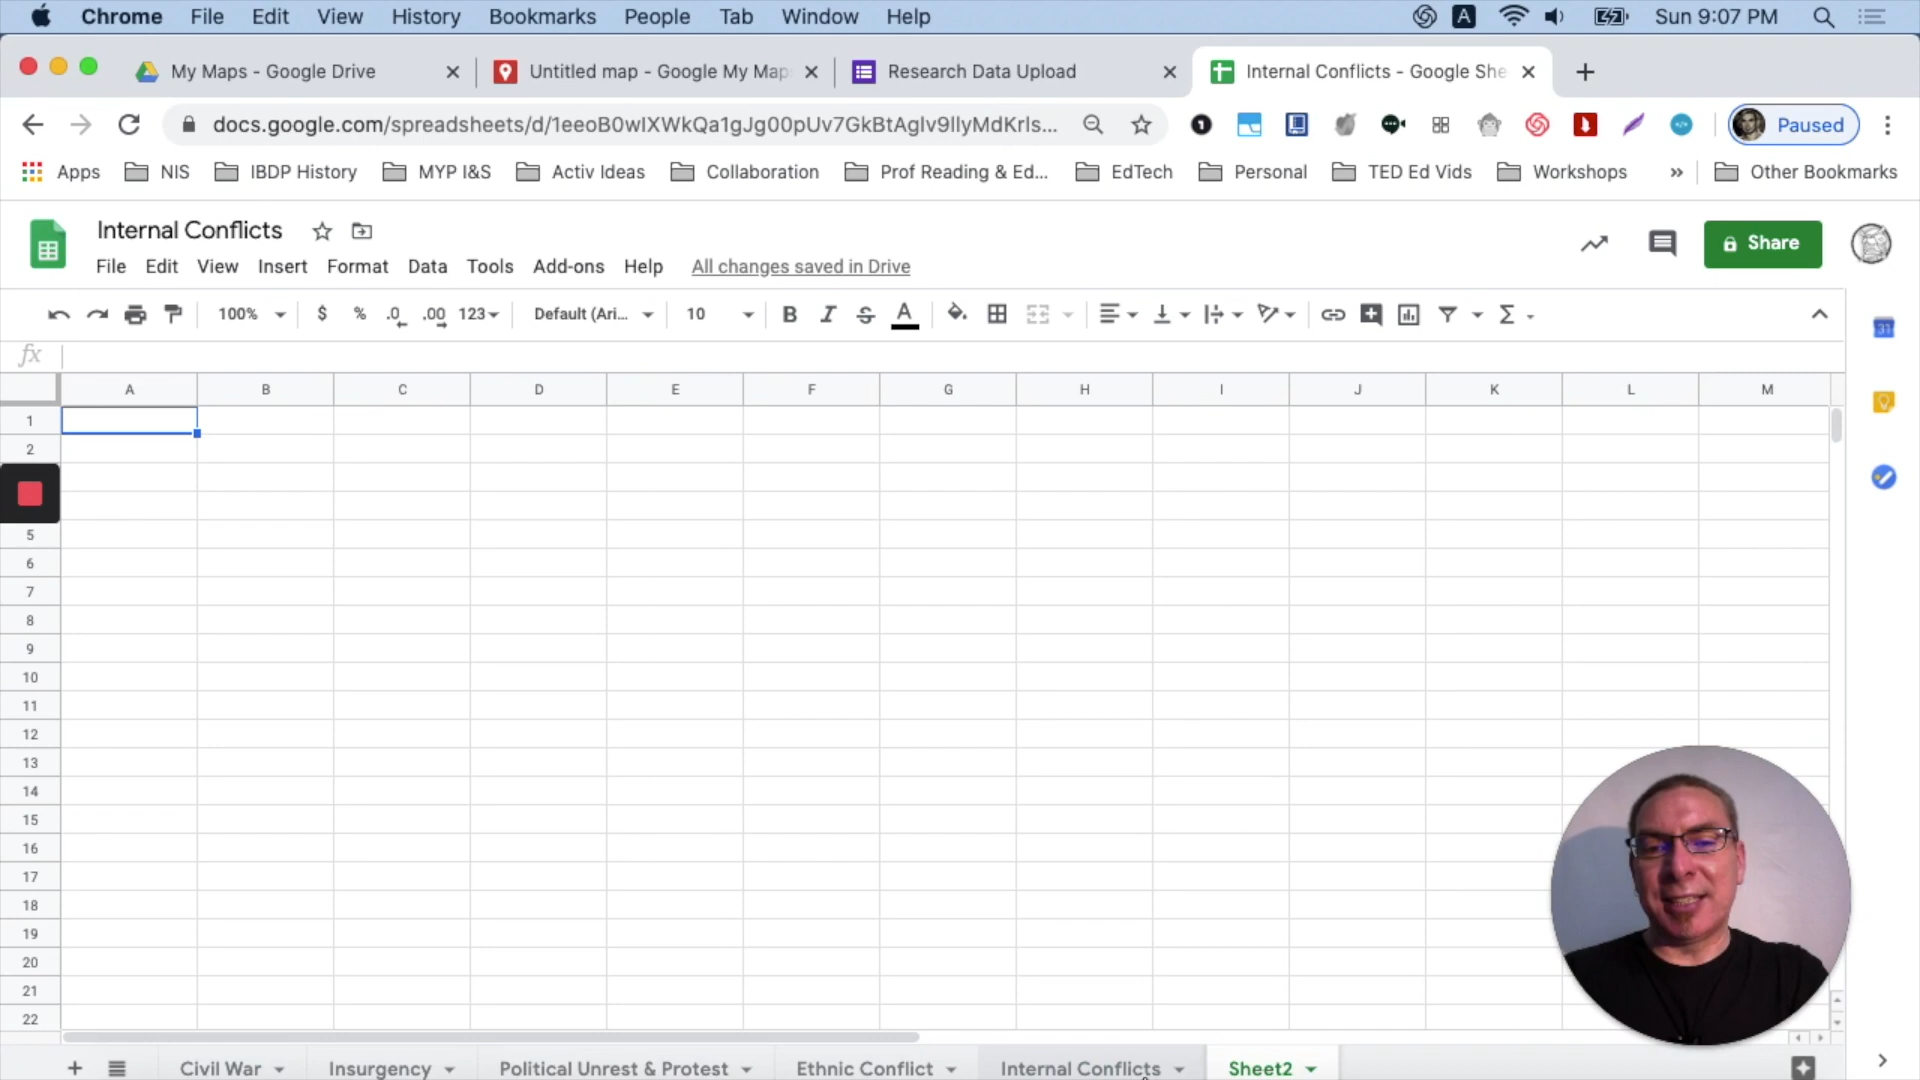 Chrome File Edit View History Bookmarks People Tab Window Help A Sun 9:07 PM
My Maps - Google Drive Untitled map - Google My Map Research Data Upload Internal Conflicts - Google She
docs.google.com/spreadsheets/d/1eeoB0wIXWkQa1gJg00pUv7GkBtAglv9IlyMdKrIs... Paused
Apps NIS IBDP History MYP I&S Activ Ideas Collaboration Prof Reading & Ed... EdTech Personal TED Ed Vids Workshops » Other Bookmarks
Internal Conflicts
Share
File Edit View Insert Format Data Tools Add-ons Help All changes saved in Drive
100% $ % .0 .00 123 Default (Ari... 10 B I S A Σ
31
fx
A B C D E F G H I J K L M
1
2
5
6
7
8
9
10
11
12
13
14
15
16
17
18
19
20
21
22
+ Civil War Insurgency Political Unrest & Protest Ethnic Conflict Internal Conflicts Sheet2